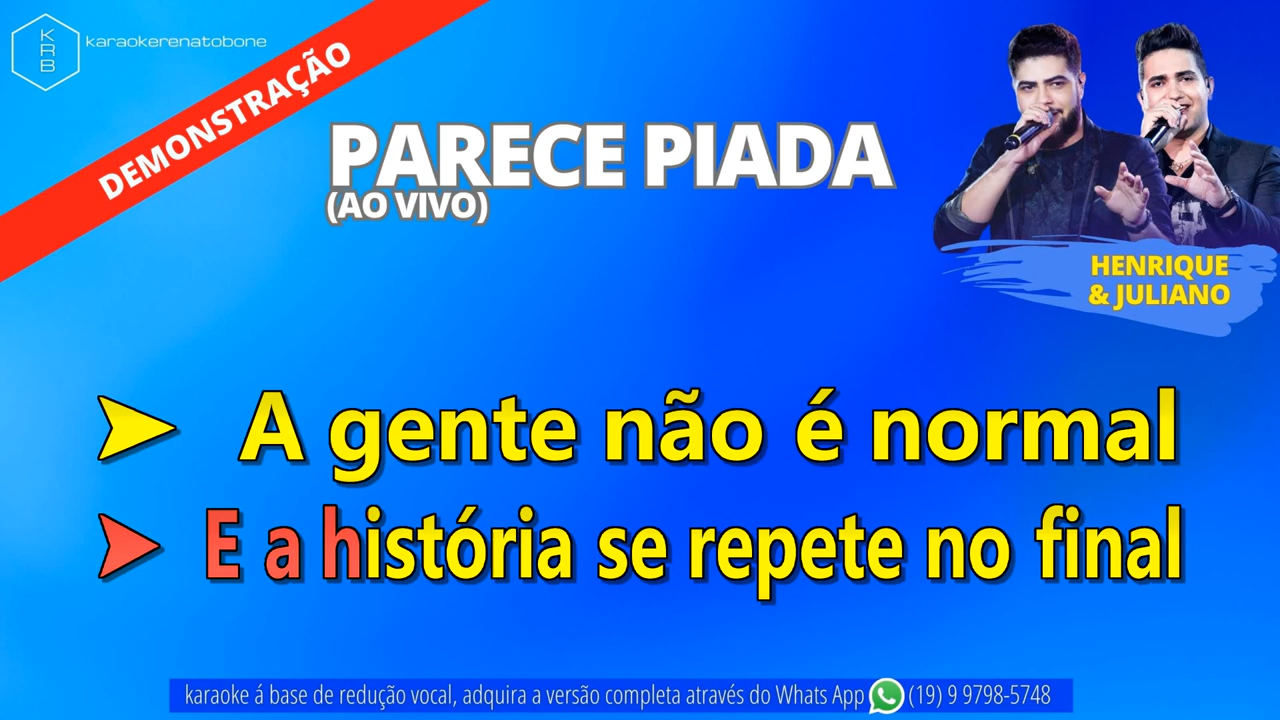 KRB
karaokerenatobone
DEMONSTRAÇÃO
PARECE PIADA
(AO VIVO)
HENRIQUE
& JULIANO
A gente não é normal
E a história se repete no final
karaoke á base de redução vocal, adquira a versão completa através do Whats App (19) 9 9798-5748